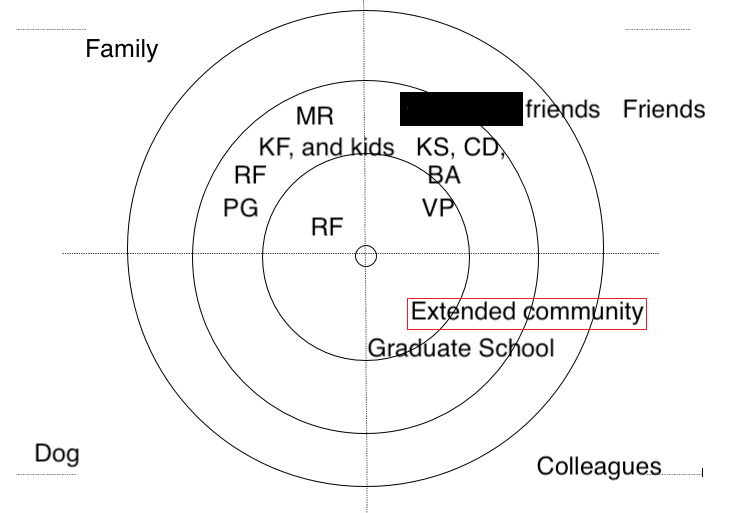 Family
friends Friends
MR
KF, and kids KS, CD,
RF BA
PG VP
RF
Extended community
Graduate School
Dog
Colleagues